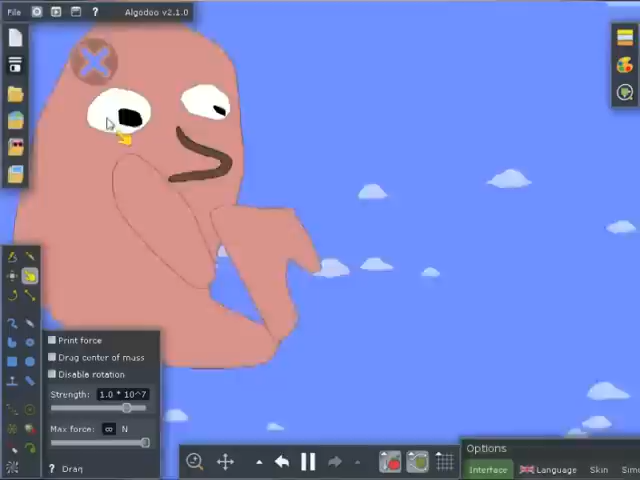 File ? Algodoo v2.1.0
Print force
Drag center of mass
Disable rotation
Strength: 1.0 * 10^7
Max force: ∞ N
? Drag
Options
Interface Language Skin Simu